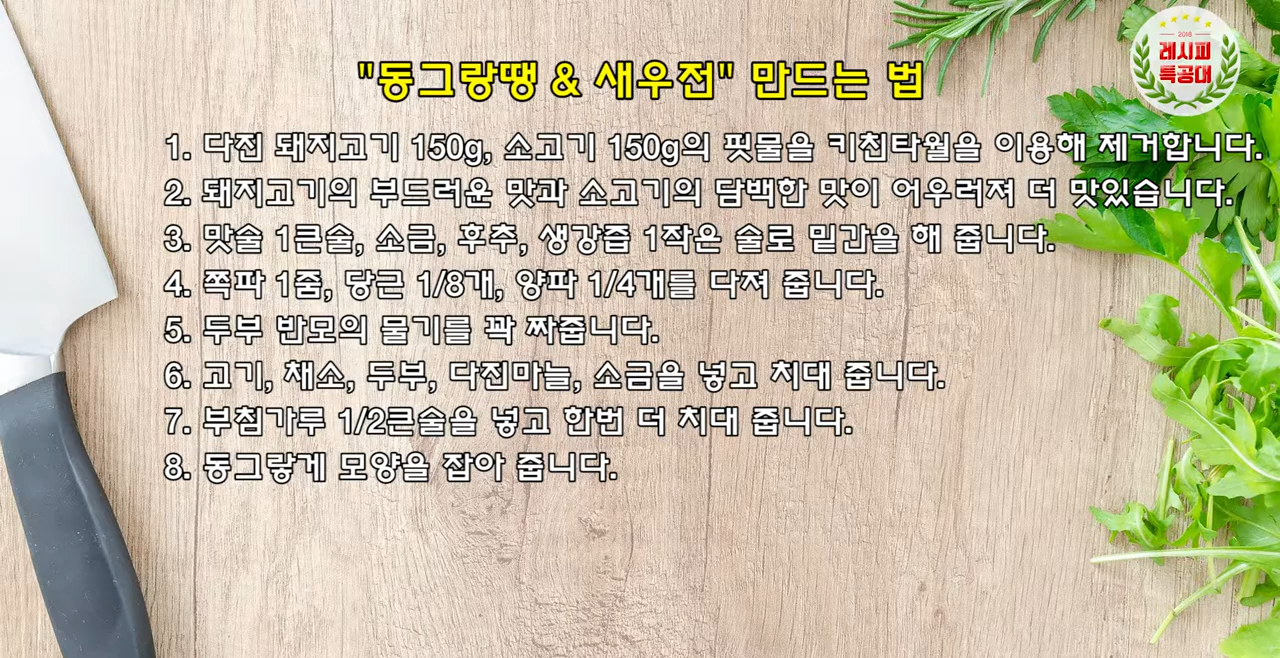 2018
레시피
특공대
"동그랑땡 & 새우전" 만드는 법
1. 다진 돼지고기 150g, 소고기 150g의 핏물을 키친타월을 이용해 제거합니다.
2. 돼지고기의 부드러운 맛과 소고기의 담백한 맛이 어우러져 더 맛있습니다.
3. 맛술 1큰술, 소금, 후추, 생강즙 1작은 술로 밑간을 해 줍니다.
4. 쪽파 1줌, 당근 1/8개, 양파 1/4개를 다져 줍니다.
5. 두부 반모의 물기를 꽉 짜줍니다.
6. 고기, 채소, 두부, 다진마늘, 소금을 넣고 치대 줍니다.
7. 부침가루 1/2큰술을 넣고 한번 더 치대 줍니다.
8. 동그랗게 모양을 잡아 줍니다.